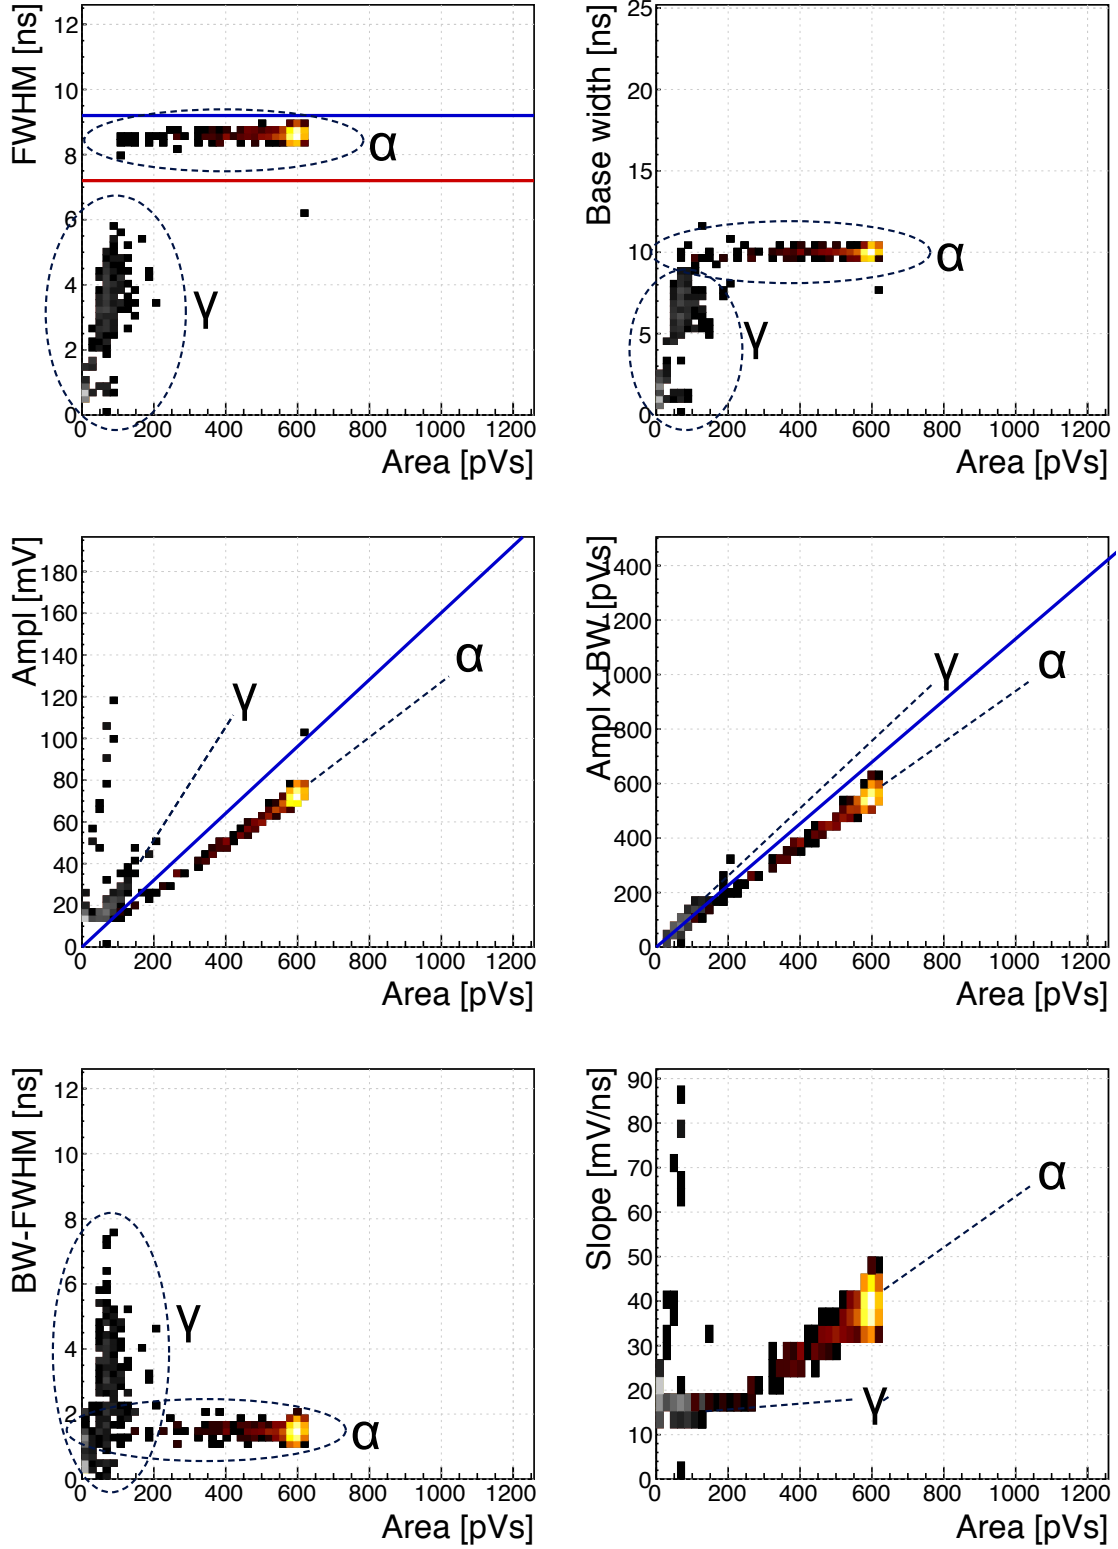 FWHM [ns]
12
10
8
6
4
2
0
α
γ
0 200 400 600 800 1000 1200
Area [pVs]
Base width [ns]
25
20
15
10
5
0
α
γ
0 200 400 600 800 1000 1200
Area [pVs]
Ampl [mV]
180
160
140
120
100
80
60
40
20
0
α
γ
0 200 400 600 800 1000 1200
Area [pVs]
Ampl x BW [pVs]
1400
1200
1000
800
600
400
200
0
γ
α
0 200 400 600 800 1000 1200
Area [pVs]
BW-FWHM [ns]
12
10
8
6
4
2
0
γ
α
0 200 400 600 800 1000 1200
Area [pVs]
Slope [mV/ns]
90
80
70
60
50
40
30
20
10
0
α
γ
0 200 400 600 800 1000 1200
Area [pVs]